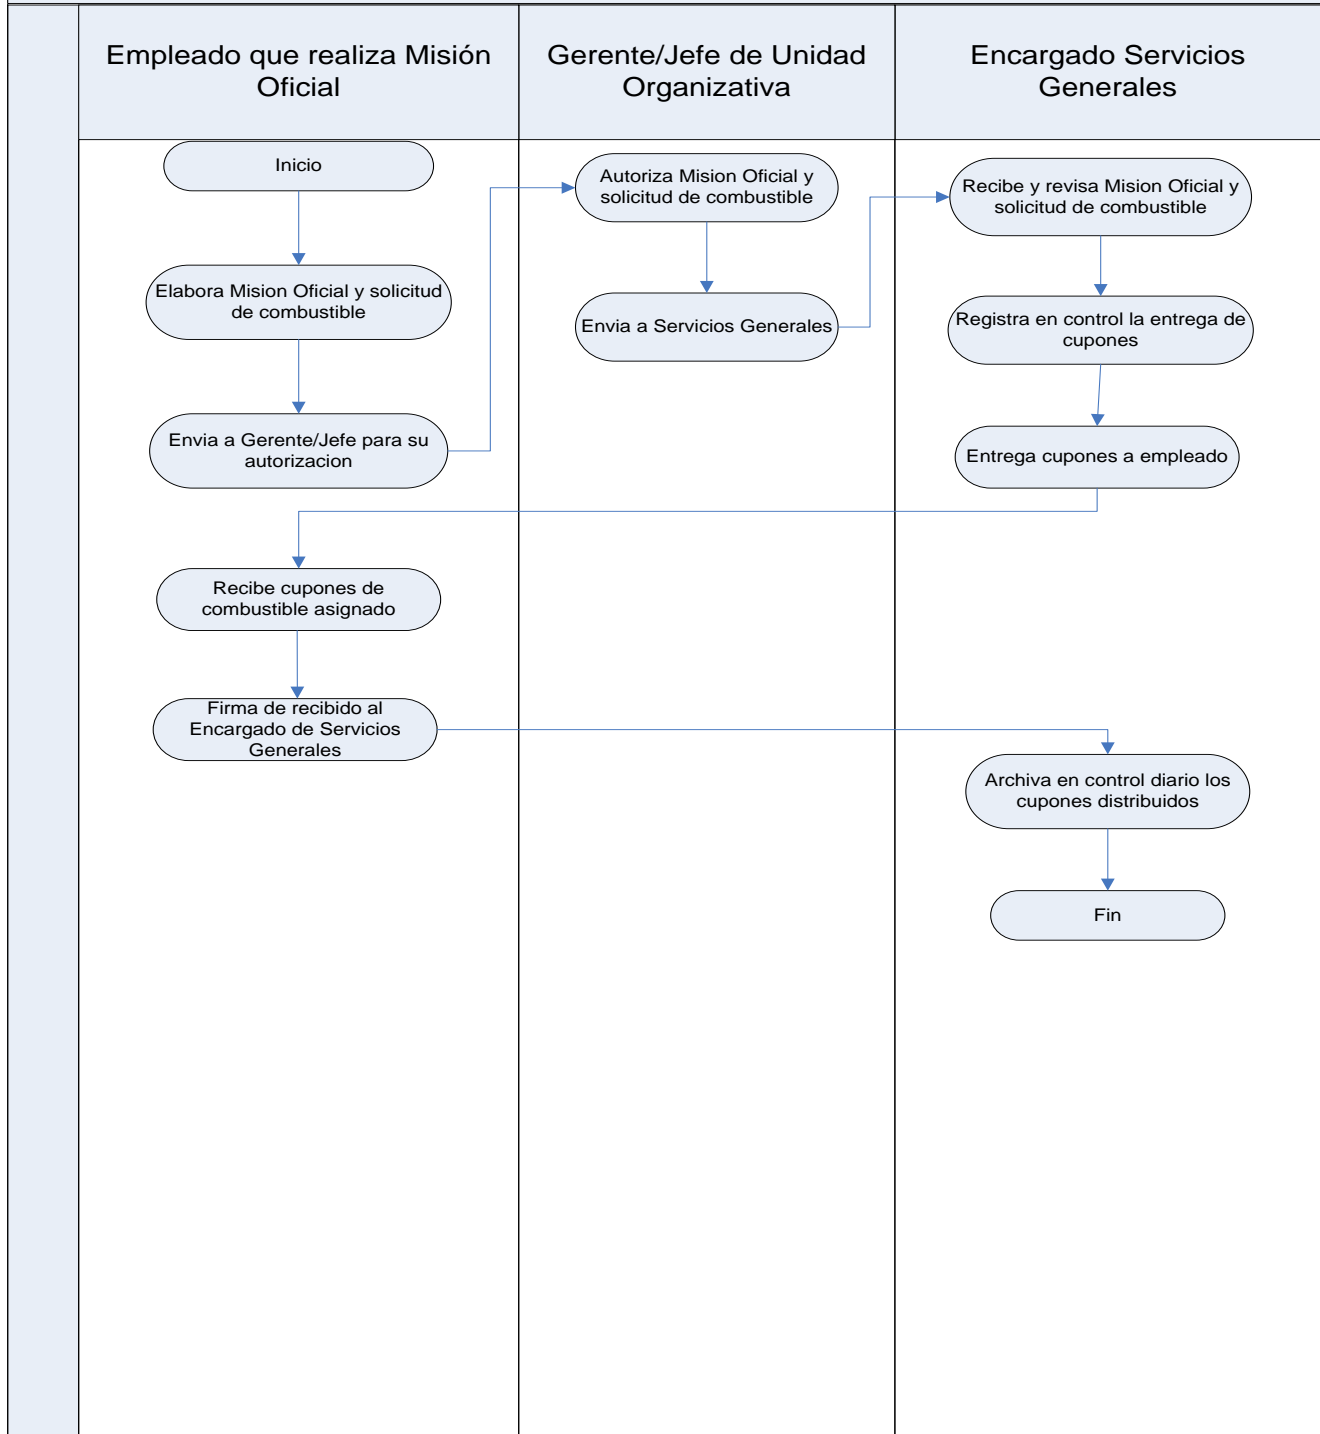 Empleado que realiza Misión
Oficial
Gerente/Jefe de Unidad
Organizativa
Encargado Servicios
Generales
Inicio
Elabora Mision Oficial y solicitud
de combustible
Envia a Gerente/Jefe para su
autorizacion
Autoriza Mision Oficial y
solicitud de combustible
Envia a Servicios Generales
Recibe y revisa Mision Oficial y
solicitud de combustible
Registra en control la entrega de
cupones
Entrega cupones a empleado
Recibe cupones de
combustible asignado
Firma de recibido al
Encargado de Servicios
Generales
Archiva en control diario los
cupones distribuidos
Fin